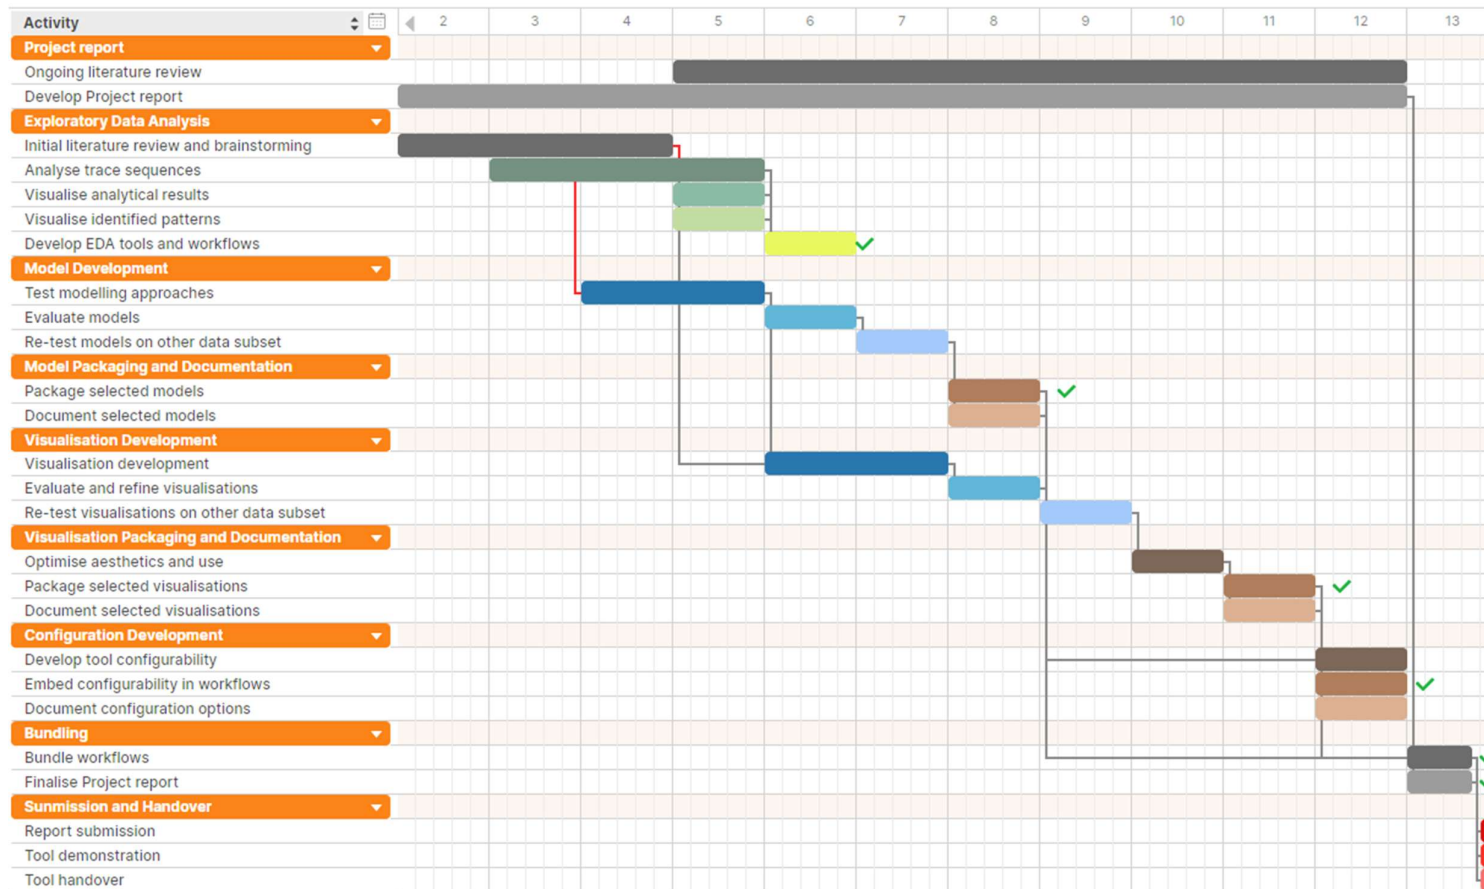 Activity 2 3 4 5 6 7 8 9 10 11 12 13
Project report
Ongoing literature review
Develop Project report
Exploratory Data Analysis
Initial literature review and brainstorming
Analyse trace sequences
Visualise analytical results
Visualise identified patterns
Develop EDA tools and workflows
Model Development
Test modelling approaches
Evaluate models
Re-test models on other data subset
Model Packaging and Documentation
Package selected models
Document selected models
Visualisation Development
Visualisation development
Evaluate and refine visualisations
Re-test visualisations on other data subset
Visualisation Packaging and Documentation
Optimise aesthetics and use
Package selected visualisations
Document selected visualisations
Configuration Development
Develop tool configurability
Embed configurability in workflows
Document configuration options
Bundling
Bundle workflows
Finalise Project report
Sunmission and Handover
Report submission
Tool demonstration
Tool handover